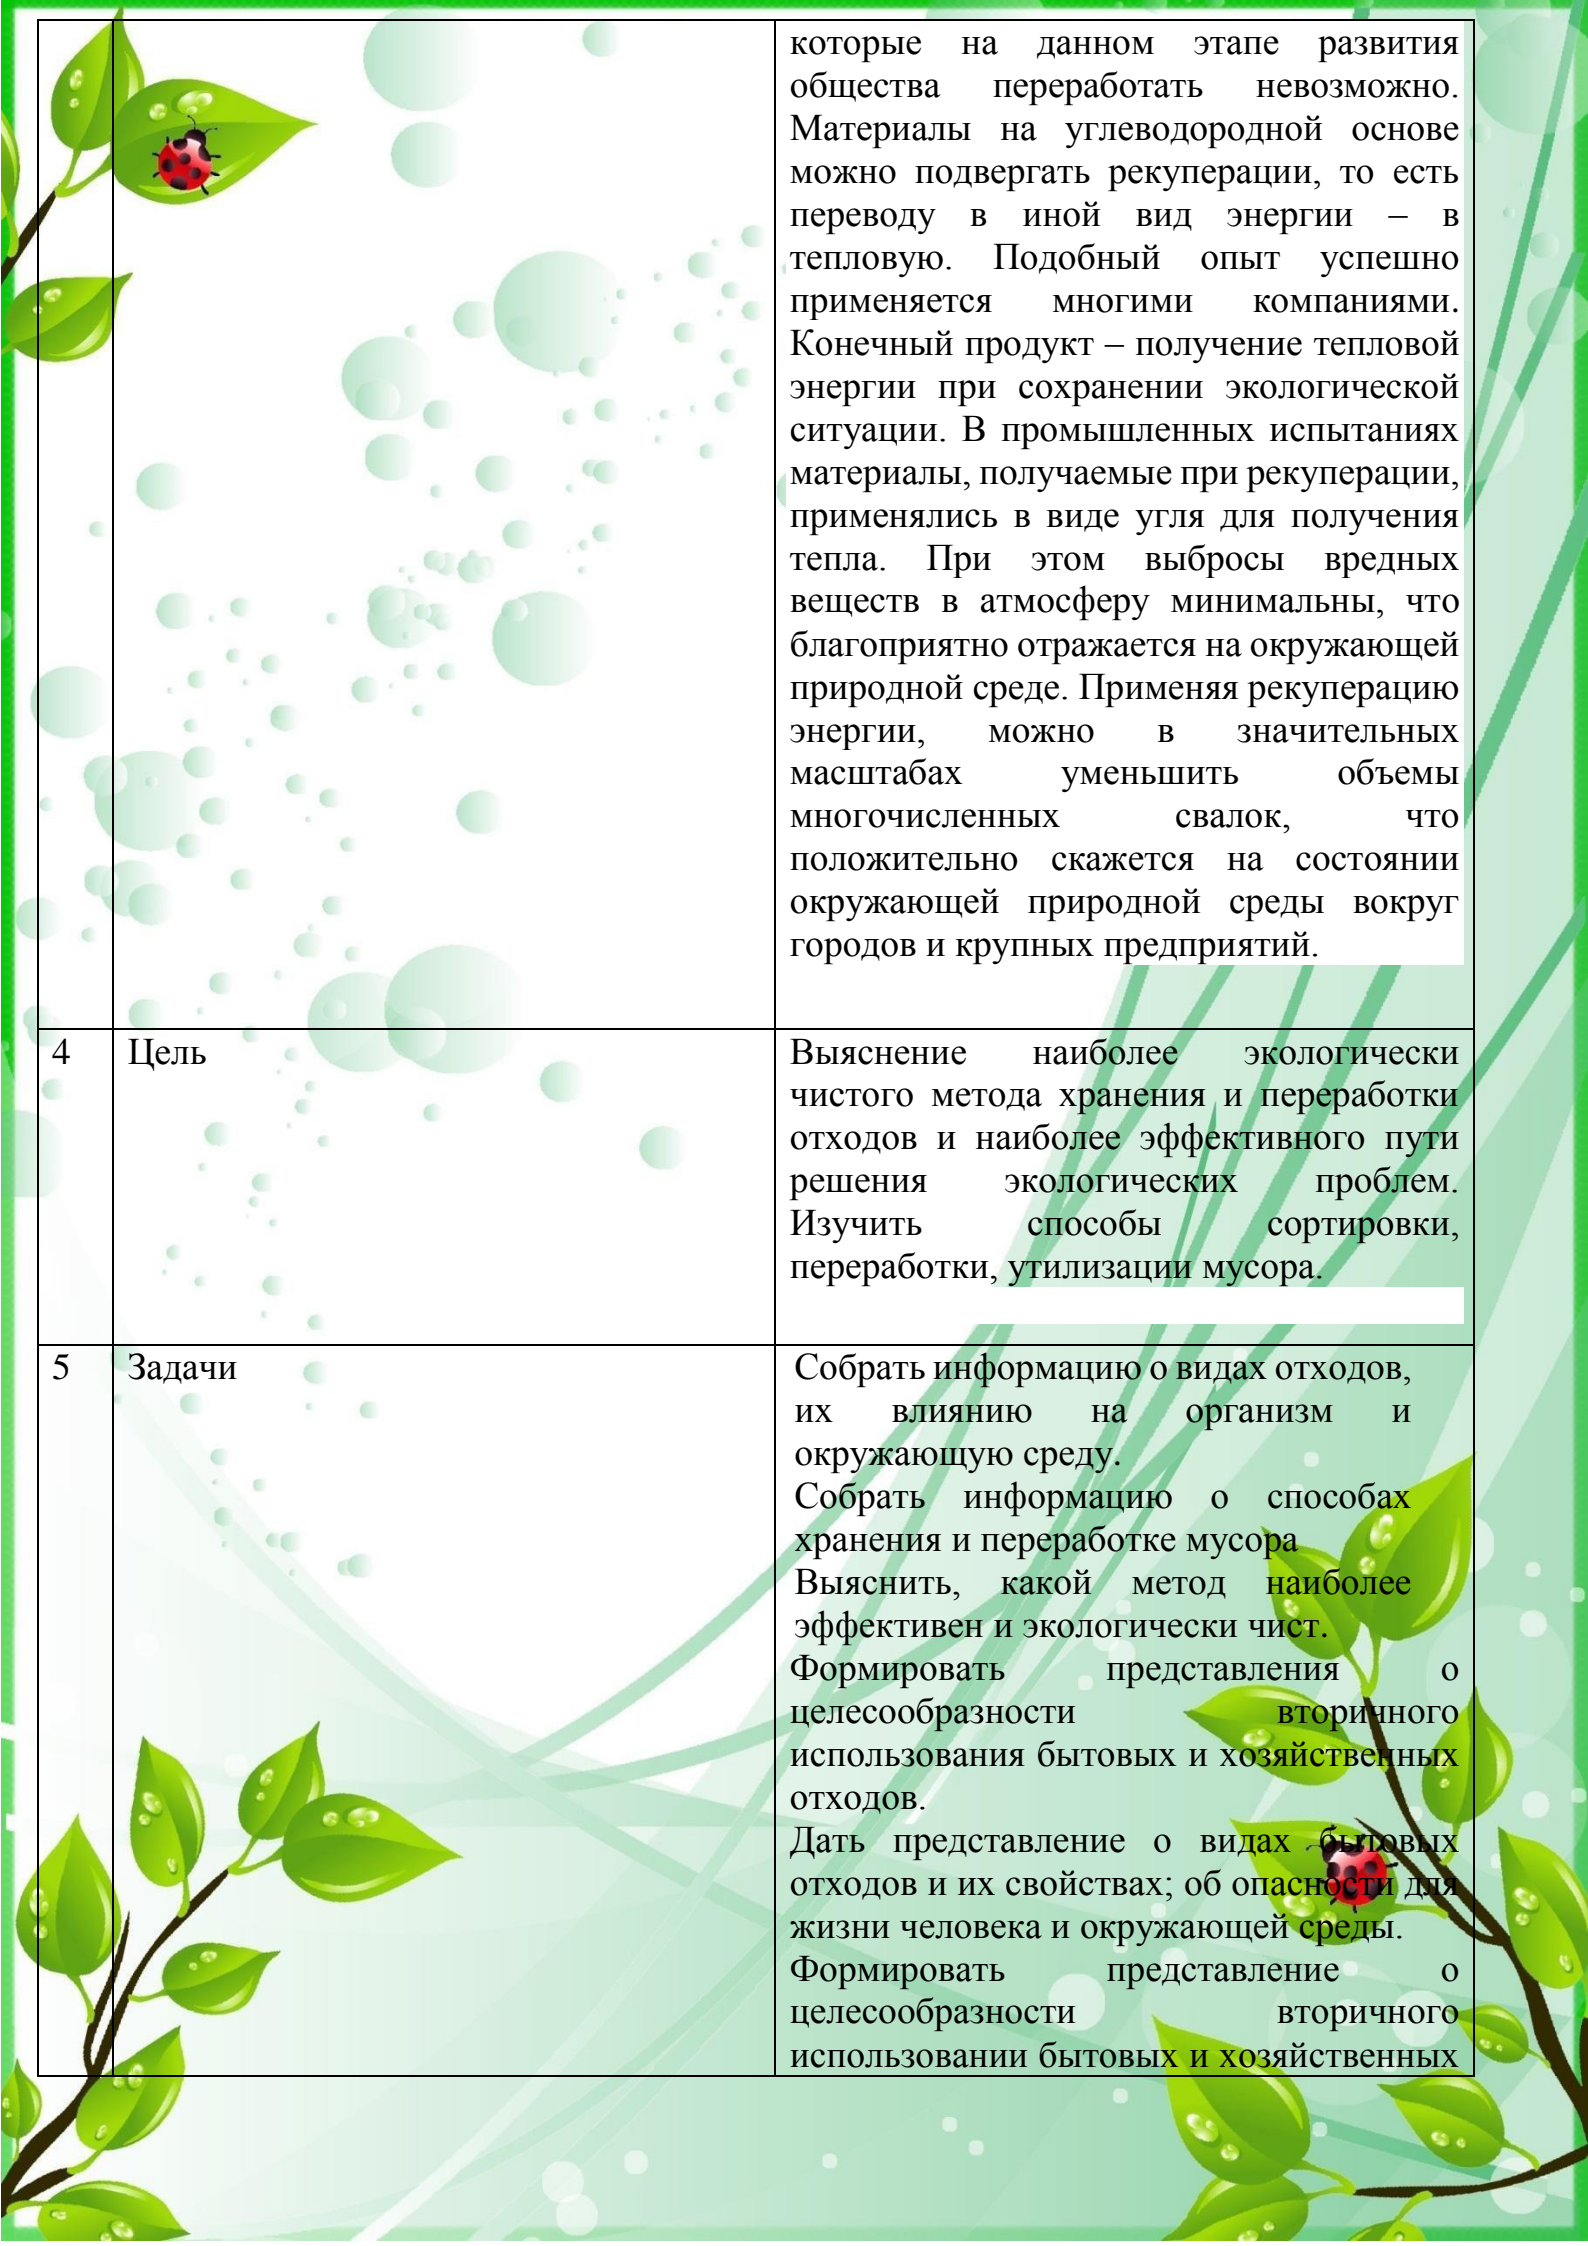 которые на данном этапе развития
общества переработать невозможно.
Материалы на углеводородной основе
можно подвергать рекуперации, то есть
переводу в иной вид энергии – в
тепловую. Подобный опыт успешно
применяется многими компаниями.
Конечный продукт – получение тепловой
энергии при сохранении экологической
ситуации. В промышленных испытаниях
материалы, получаемые при рекуперации,
применялись в виде угля для получения
тепла. При этом выбросы вредных
веществ в атмосферу минимальны, что
благоприятно отражается на окружающей
природной среде. Применяя рекуперацию
энергии, можно в значительных
масштабах уменьшить объемы
многочисленных свалок, что
положительно скажется на состоянии
окружающей природной среды вокруг
городов и крупных предприятий.
4 Цель Выяснение наиболее экологически
чистого метода хранения и переработки
отходов и наиболее эффективного пути
решения экологических проблем.
Изучить способы сортировки,
переработки, утилизации мусора.
5 Задачи Собрать информацию о видах отходов,
их влиянию на организм и
окружающую среду.
Собрать информацию о способах
хранения и переработке мусора
Выяснить, какой метод наиболее
эффективен и экологически чист.
Формировать представления о
целесообразности вторичного
использования бытовых и хозяйственных
отходов.
Дать представление о видах бытовых
отходов и их свойствах; об опасности для
жизни человека и окружающей среды.
Формировать представление о
целесообразности вторичного
использовании бытовых и хозяйственных